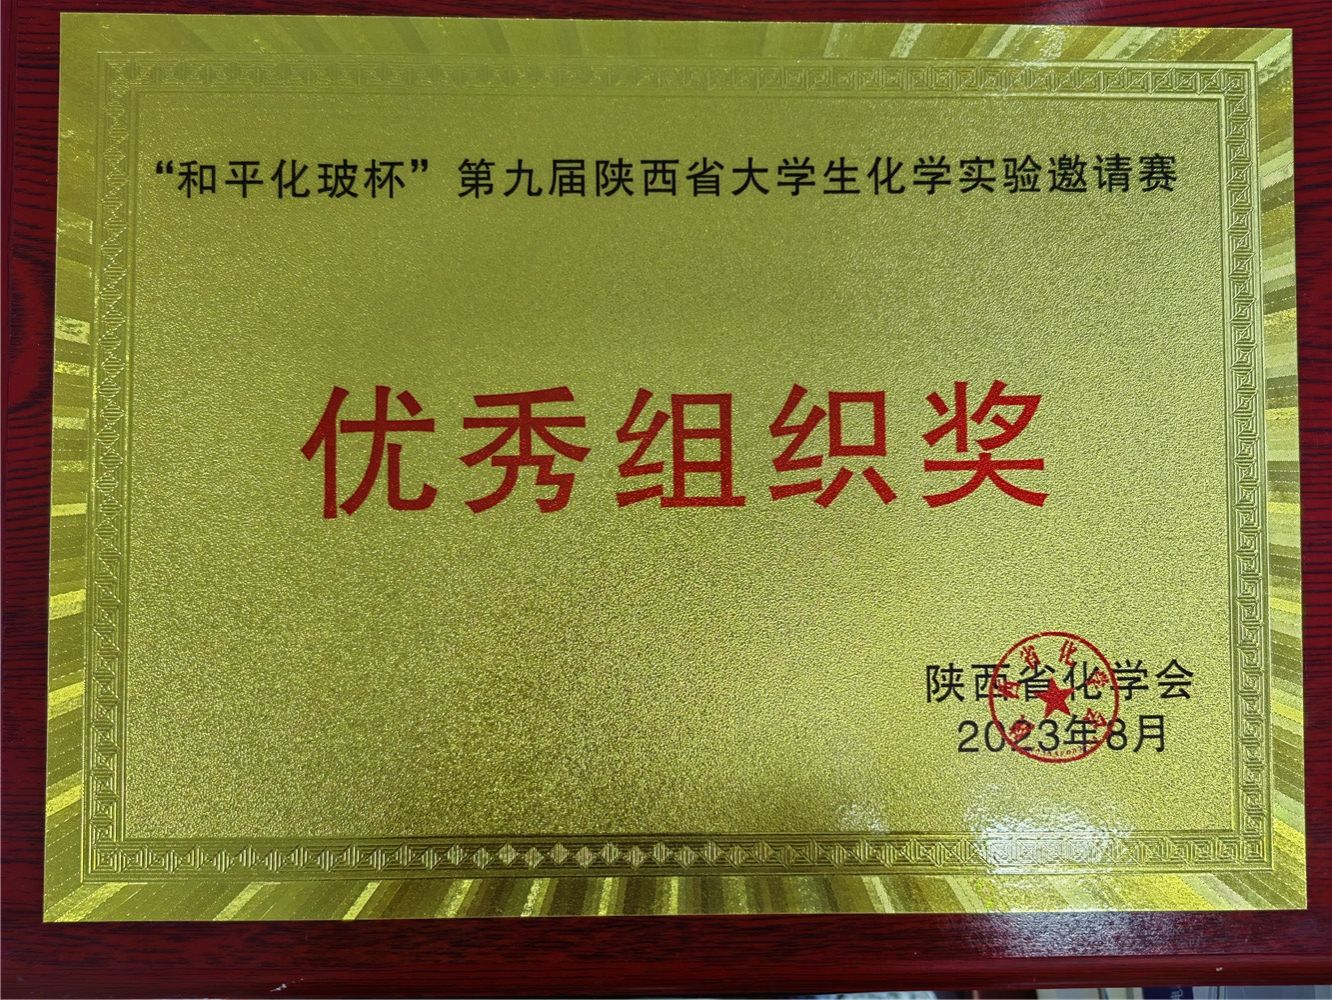 “和平化玻杯”第九届陕西省大学生化学实验邀请赛
优秀组织奖
陕西省化学会
2023年8月